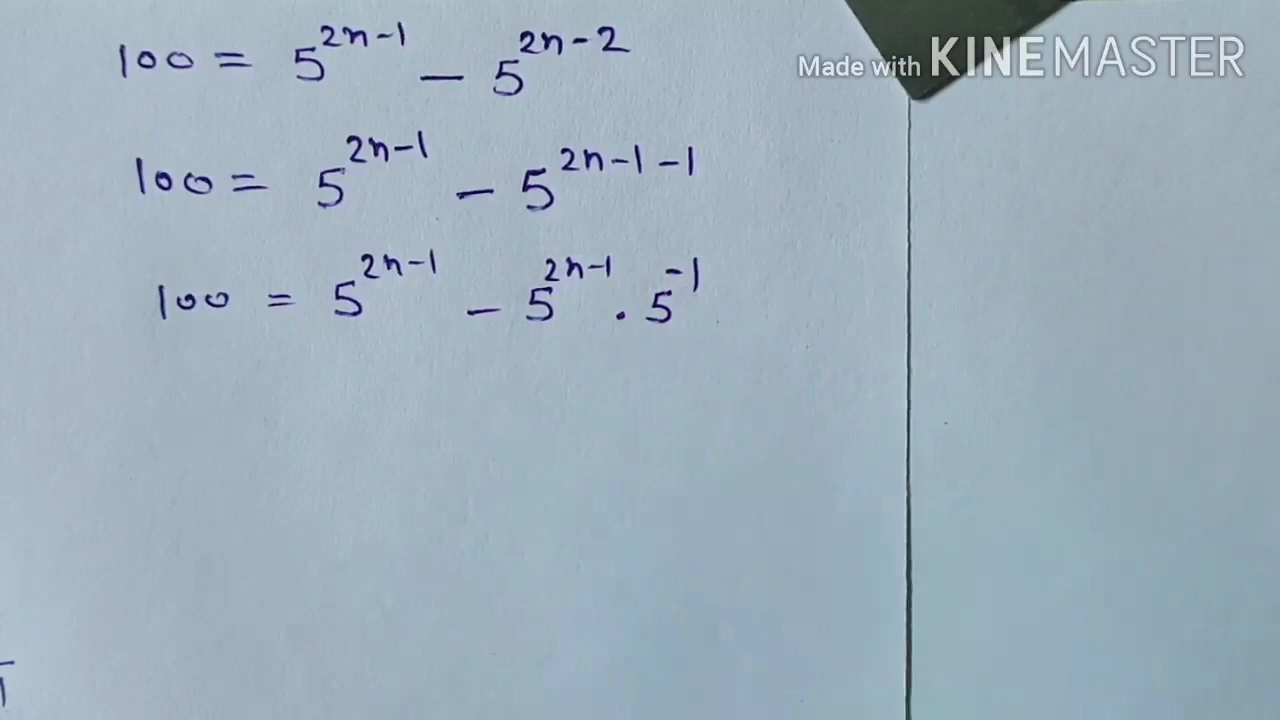 100 = 5^{2n-1} - 5^{2n-2}
Made with KINEMASTER
100 = 5^{2n-1} - 5^{2n-1-1}
100 = 5^{2n-1} - 5^{2n-1} . 5^{-1}